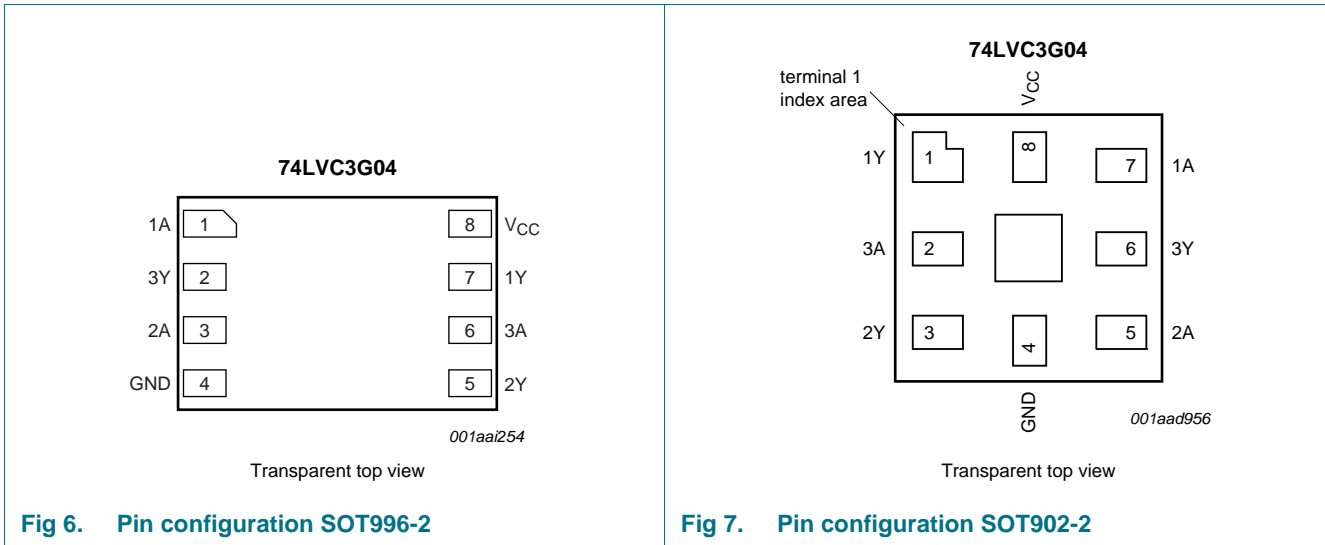 74LVC3G04
1A 1 8 VCC
3Y 2 7 1Y
2A 3 6 3A
GND 4 5 2Y
001aai254
Transparent top view
Fig 6. Pin configuration SOT996-2
74LVC3G04
terminal 1
index area
VCC
1Y 1 8 7 1A
3A 2 6 3Y
2Y 3 4 5 2A
GND
001aad956
Transparent top view
Fig 7. Pin configuration SOT902-2